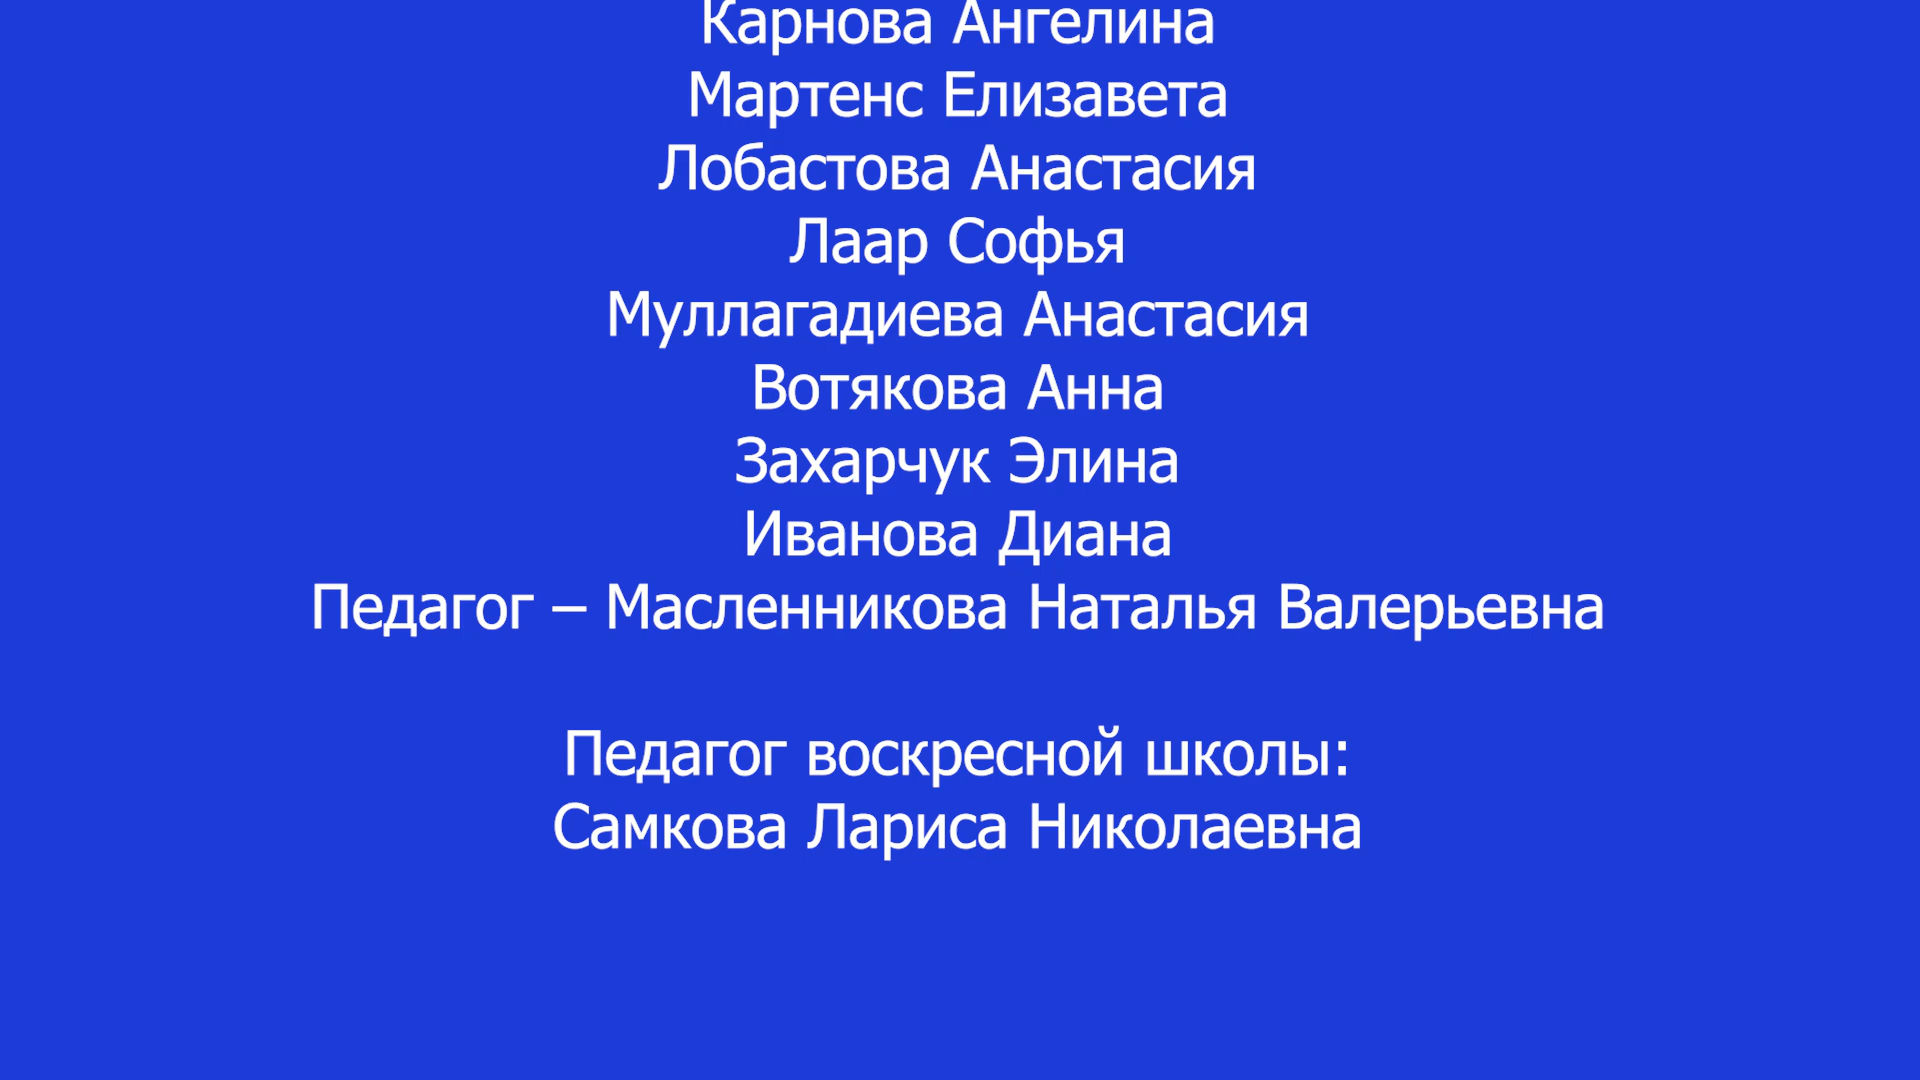 Карнова Ангелина
Мартенс Елизавета
Лобастова Анастасия
Лаар Софья
Муллагадиева Анастасия
Вотякова Анна
Захарчук Элина
Иванова Диана
Педагог – Масленникова Наталья Валерьевна
Педагог воскресной школы:
Самкова Лариса Николаевна